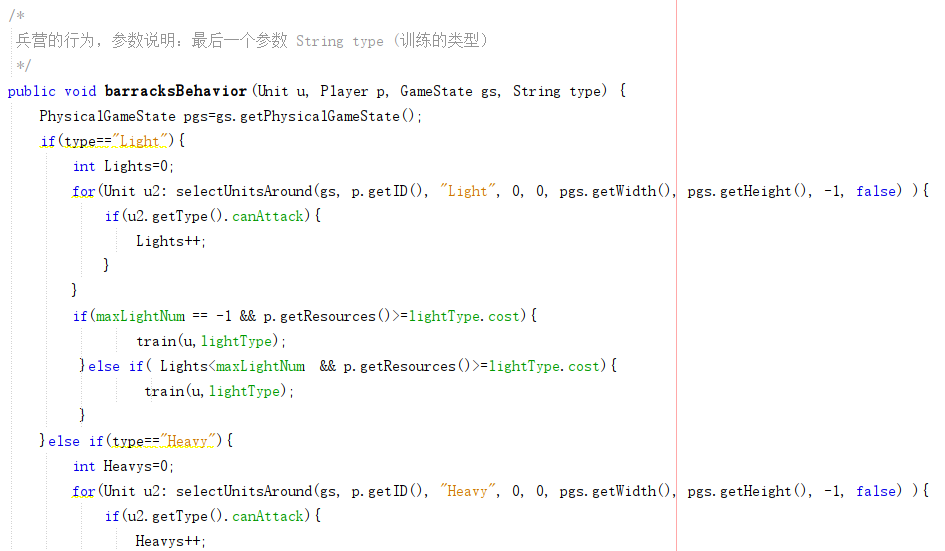 /*
兵营的行为，参数说明：最后一个参数 String type（训练的类型）
*/
public void barracksBehavior(Unit u, Player p, GameState gs, String type) {
PhysicalGameState pgs=gs.getPhysicalGameState();
if(type=="Light"){
int Lights=0;
for(Unit u2: selectUnitsAround(gs, p.getID(), "Light", 0, 0, pgs.getWidth(), pgs.getHeight(), -1, false) ){
if(u2.getType().canAttack){
Lights++;
}
}
if(maxLightNum == -1 && p.getResources()>=lightType.cost){
train(u,lightType);
}else if( Lights<maxLightNum  && p.getResources()>=lightType.cost){
train(u,lightType);
}
}else if(type=="Heavy"){
int Heavys=0;
for(Unit u2: selectUnitsAround(gs, p.getID(), "Heavy", 0, 0, pgs.getWidth(), pgs.getHeight(), -1, false) ){
if(u2.getType().canAttack){
Heavys++;